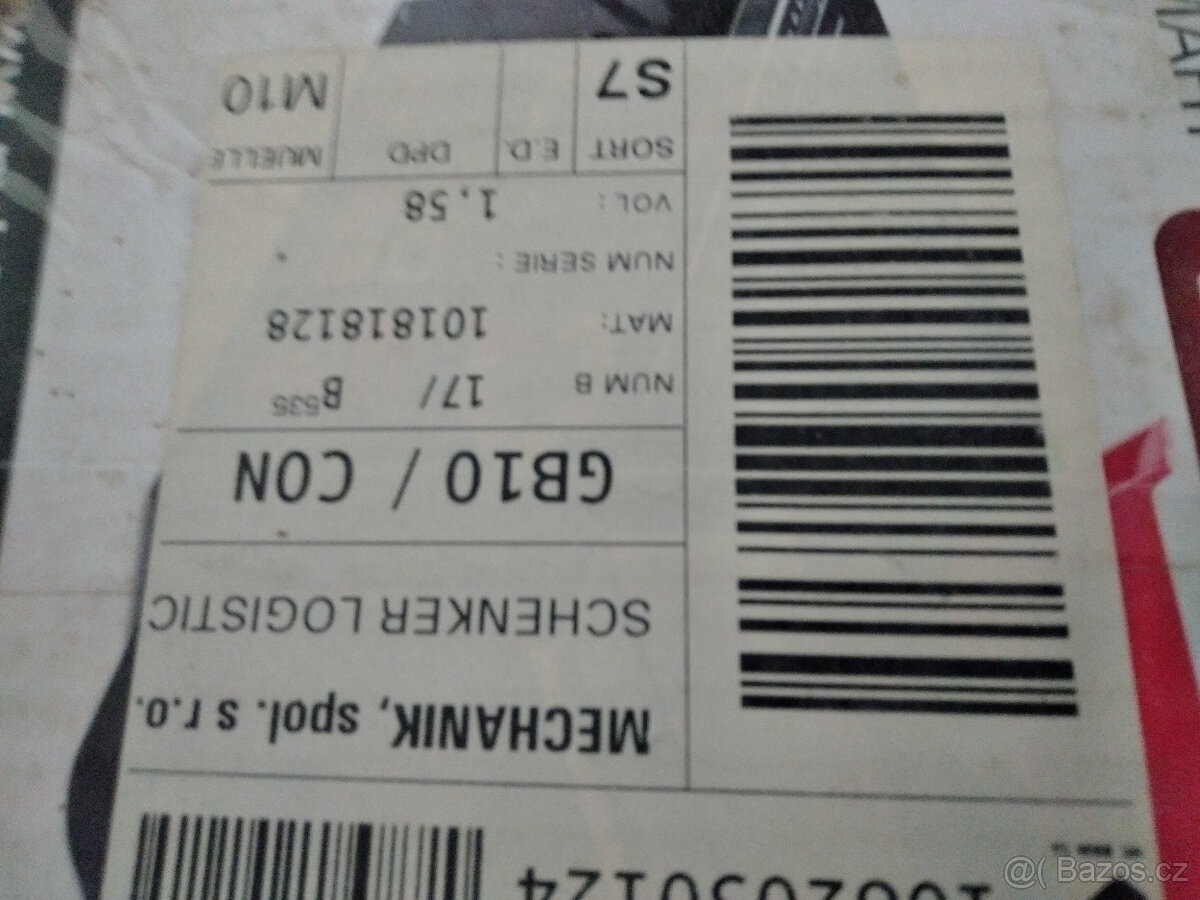 MECHANIK, spol. s r.o.
SCHENKER LOGISTIC
GB10 / CON
NUM B 17/ B535
MAT: 101818128
NUM SERIE :
VOL : 1.58
SORT E.D. DPD MUELLE
S7 M10
@( Bazos.cz